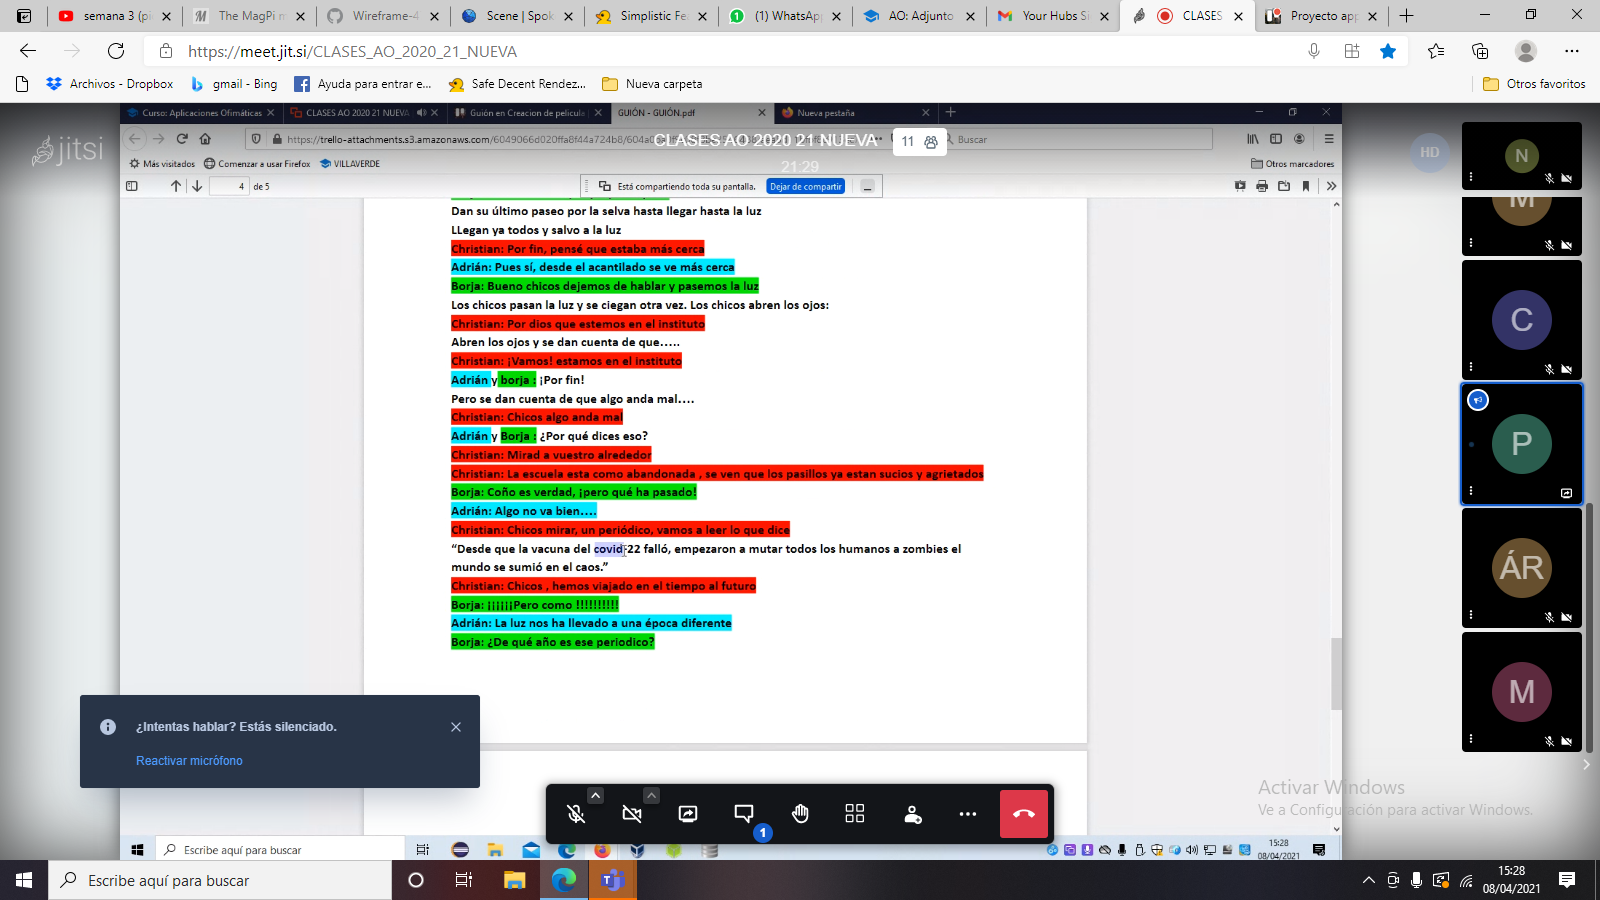 semana 3 (pi
The MagPi m
Wireframe-4
Scene | Spok
Simplistic Fe
(1) WhatsAp
AO: Adjunto
Your Hubs Si
CLASES
Proyecto app
https://meet.jit.si/CLASES_AO_2020_21_NUEVA
Archivos - Dropbox
gmail - Bing
Ayuda para entrar e...
Safe Decent Rendez...
Nueva carpeta
Otros favoritos
Curso: Aplicaciones Ofimáticas
CLASES AO 2020 21 NUEVA
Guión en Creacion de película
GUIÓN - GUIÓN.pdf
Nueva pestaña
jitsi
https://trello-attachments.s3.amazonaws.com/6049066d020ffa8f44a724b8/604a0
CLASES AO 2020 21 NUEVA
11
Buscar
HD
21:29
Más visitados
Comenzar a usar Firefox
VILLAVERDE
Otros marcadores
4
de 5
Está compartiendo toda su pantalla.
Dejar de compartir
Dan su último paseo por la selva hasta llegar hasta la luz
LLegan ya todos y salvo a la luz
Christian: Por fin, pensé que estaba más cerca
Adrián: Pues sí, desde el acantilado se ve más cerca
Borja: Bueno chicos dejemos de hablar y pasemos la luz
Los chicos pasan la luz y se ciegan otra vez. Los chicos abren los ojos:
Christian: Por dios que estemos en el instituto
Abren los ojos y se dan cuenta de que.....
Christian: ¡Vamos! estamos en el instituto
Adrián y borja : ¡Por fin!
Pero se dan cuenta de que algo anda mal....
Christian: Chicos algo anda mal
Adrián y Borja : ¿Por qué dices eso?
Christian: Mirad a vuestro alrededor
Christian: La escuela esta como abandonada , se ven que los pasillos ya estan sucios y agrietados
Borja: Coño es verdad, ¡pero qué ha pasado!
Adrián: Algo no va bien....
Christian: Chicos mirar, un periódico, vamos a leer lo que dice
“Desde que la vacuna del covid-22 falló, empezaron a mutar todos los humanos a zombies el
mundo se sumió en el caos.”
Christian: Chicos , hemos viajado en el tiempo al futuro
Borja: ¡¡¡¡¡¡Pero como !!!!!!!!!!
Adrián: La luz nos ha llevado a una época diferente
Borja: ¿De qué año es ese periodico?
N
M
C
P
ÁR
M
¿Intentas hablar? Estás silenciado.
Reactivar micrófono
1
Activar Windows
Ve a Configuración para activar Windows.
Escribe aquí para buscar
15:28
08/04/2021
Escribe aquí para buscar
15:28
08/04/2021